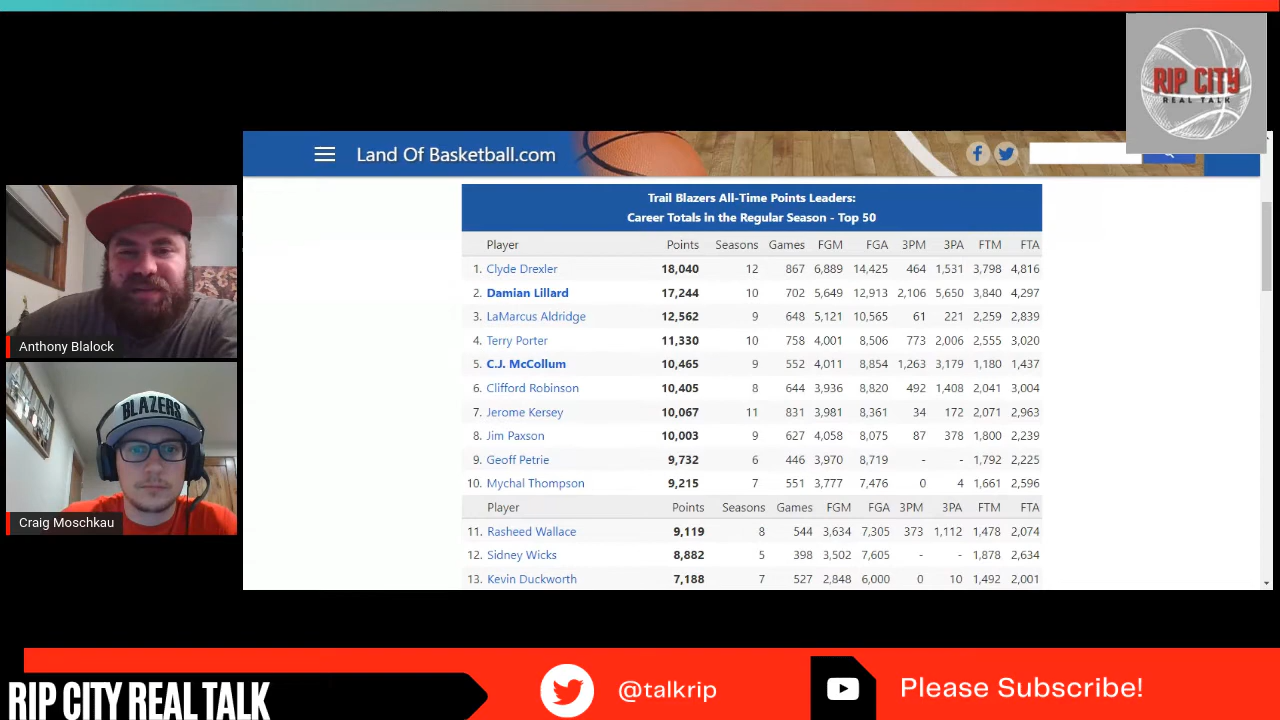 RIP CITY
REAL TALK
Land Of Basketball.com
Trail Blazers All-Time Points Leaders:
Career Totals in the Regular Season - Top 50
Player Points Seasons Games FGM FGA 3PM 3PA FTM FTA
1. Clyde Drexler 18,040 12 867 6,889 14,425 464 1,531 3,798 4,816
2. Damian Lillard 17,244 10 702 5,649 12,913 2,106 5,650 3,840 4,297
3. LaMarcus Aldridge 12,562 9 648 5,121 10,565 61 221 2,259 2,839
4. Terry Porter 11,330 10 758 4,001 8,506 773 2,006 2,555 3,020
5. C.J. McCollum 10,465 9 552 4,011 8,854 1,263 3,179 1,180 1,437
6. Clifford Robinson 10,405 8 644 3,936 8,820 492 1,408 2,041 3,004
7. Jerome Kersey 10,067 11 831 3,981 8,361 34 172 2,071 2,963
8. Jim Paxson 10,003 9 627 4,058 8,075 87 378 1,800 2,239
9. Geoff Petrie 9,732 6 446 3,970 8,719 - - 1,792 2,225
10. Mychal Thompson 9,215 7 551 3,777 7,476 0 4 1,661 2,596
Player Points Seasons Games FGM FGA 3PM 3PA FTM FTA
11. Rasheed Wallace 9,119 8 544 3,634 7,305 373 1,112 1,478 2,074
12. Sidney Wicks 8,882 5 398 3,502 7,605 - - 1,878 2,634
13. Kevin Duckworth 7,188 7 527 2,848 6,000 0 10 1,492 2,001
Anthony Blalock
BLAZERS
Craig Moschkau
RIP CITY REAL TALK
@talkrip
Please Subscribe!